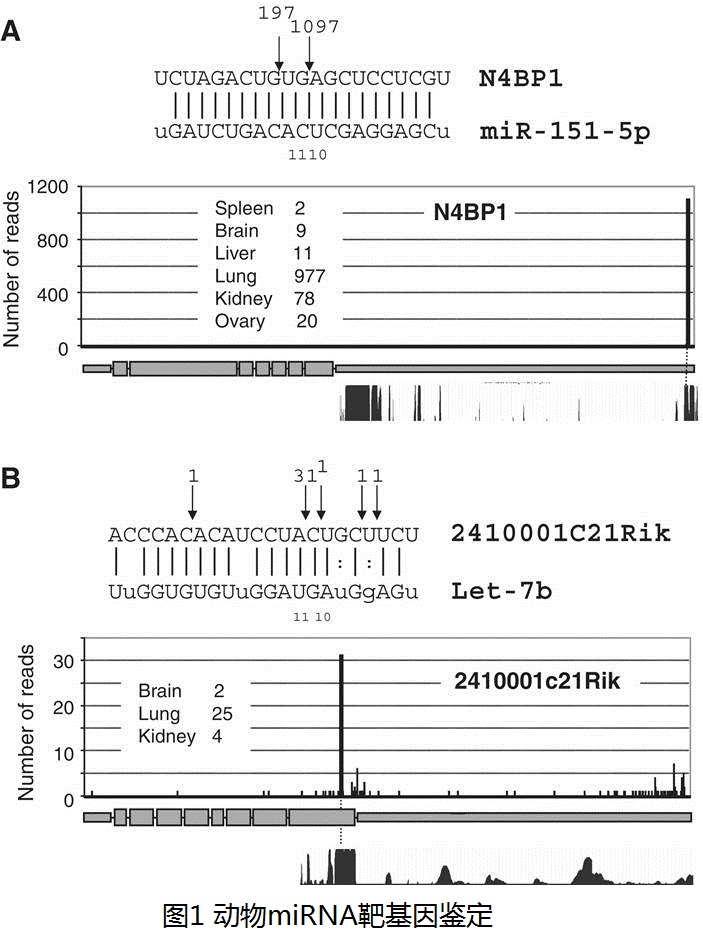 A
197
1097
UCUAGACUGUGAGCUCCUCGU N4BP1
uGAUCUGACACUCGAGGAGCu miR-151-5p
1110
Number of reads
1200
800
400
0
N4BP1
Spleen 2
Brain 9
Liver 11
Lung 977
Kidney 78
Ovary 20
B
1 31 1 1 1
ACCCACACAUCCUACUGCUUCU 2410001C21Rik
: :
UuGGUGUGUuGGAUGAuGgAGu Let-7b
11 10
Number of reads
30
20
10
0
2410001c21Rik
Brain 2
Lung 25
Kidney 4
图1 动物miRNA靶基因鉴定